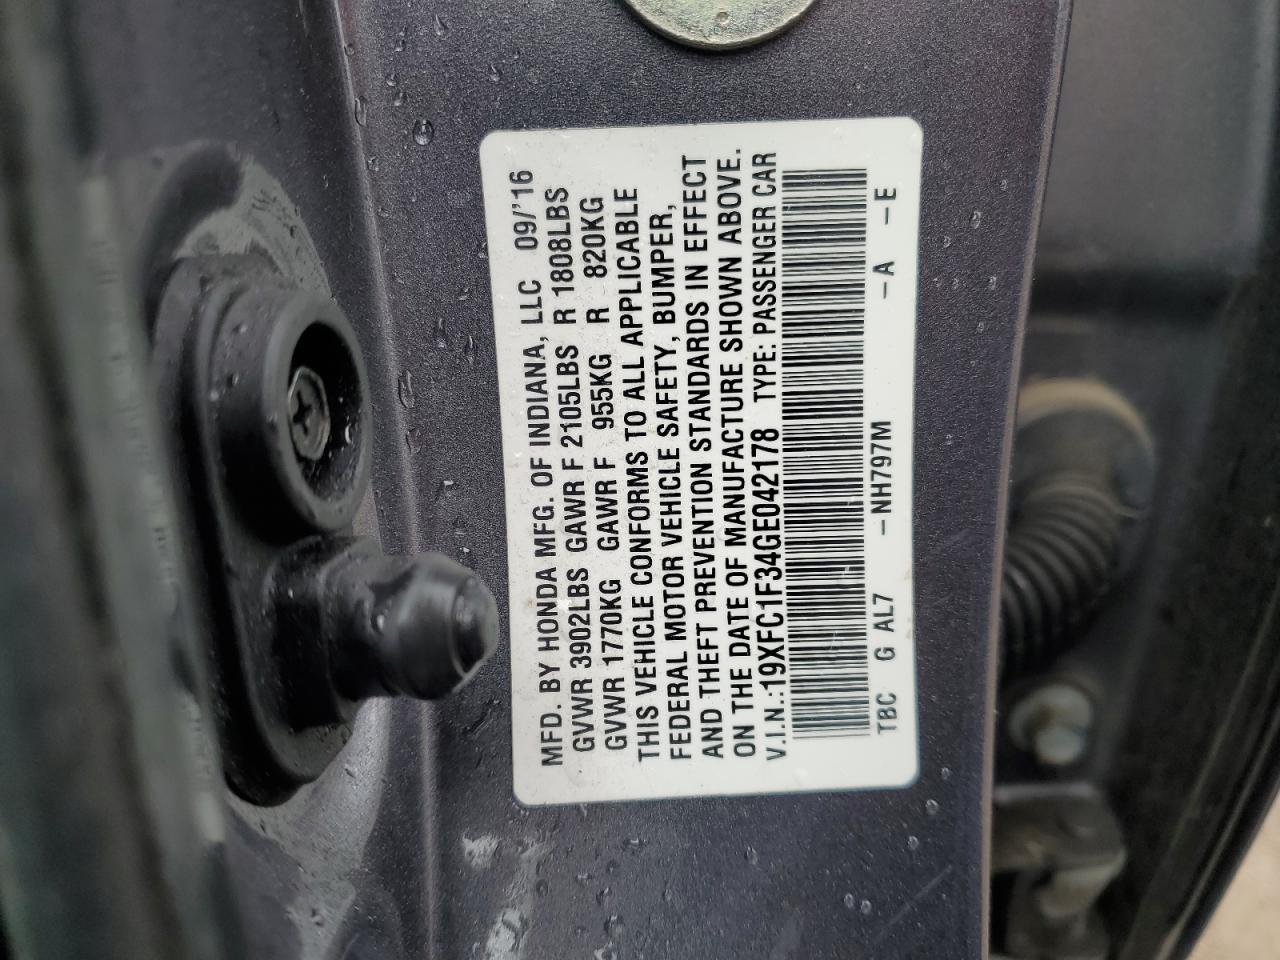 MFD. BY HONDA MFG. OF INDIANA, LLC 09/'16
GVWR 3902LBS GAWR F 2105LBS R 1808LBS
GVWR 1770KG GAWR F 955KG R 820KG
THIS VEHICLE CONFORMS TO ALL APPLICABLE
FEDERAL MOTOR VEHICLE SAFETY, BUMPER,
AND THEFT PREVENTION STANDARDS IN EFFECT
ON THE DATE OF MANUFACTURE SHOWN ABOVE.
V.I.N.:19XFC1F34GE042178 TYPE: PASSENGER CAR
TBC G AL7 -NH797M -A -E